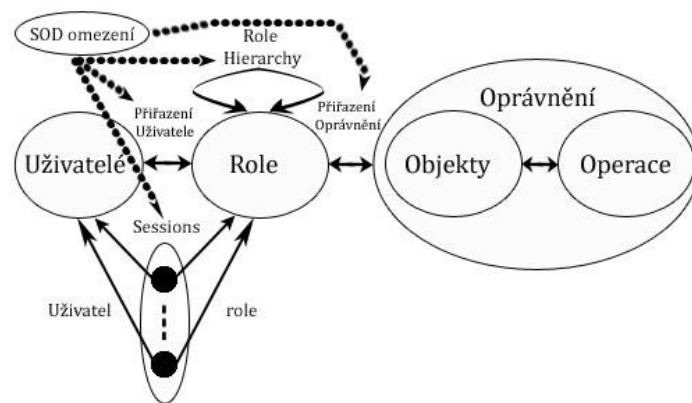 SOD omezení
Role
Hierarchy
Přiřazení
Uživatele
Přiřazení
Oprávnění
Oprávnění
Uživatelé
Role
Objekty
Operace
Sessions
Uživatel
role